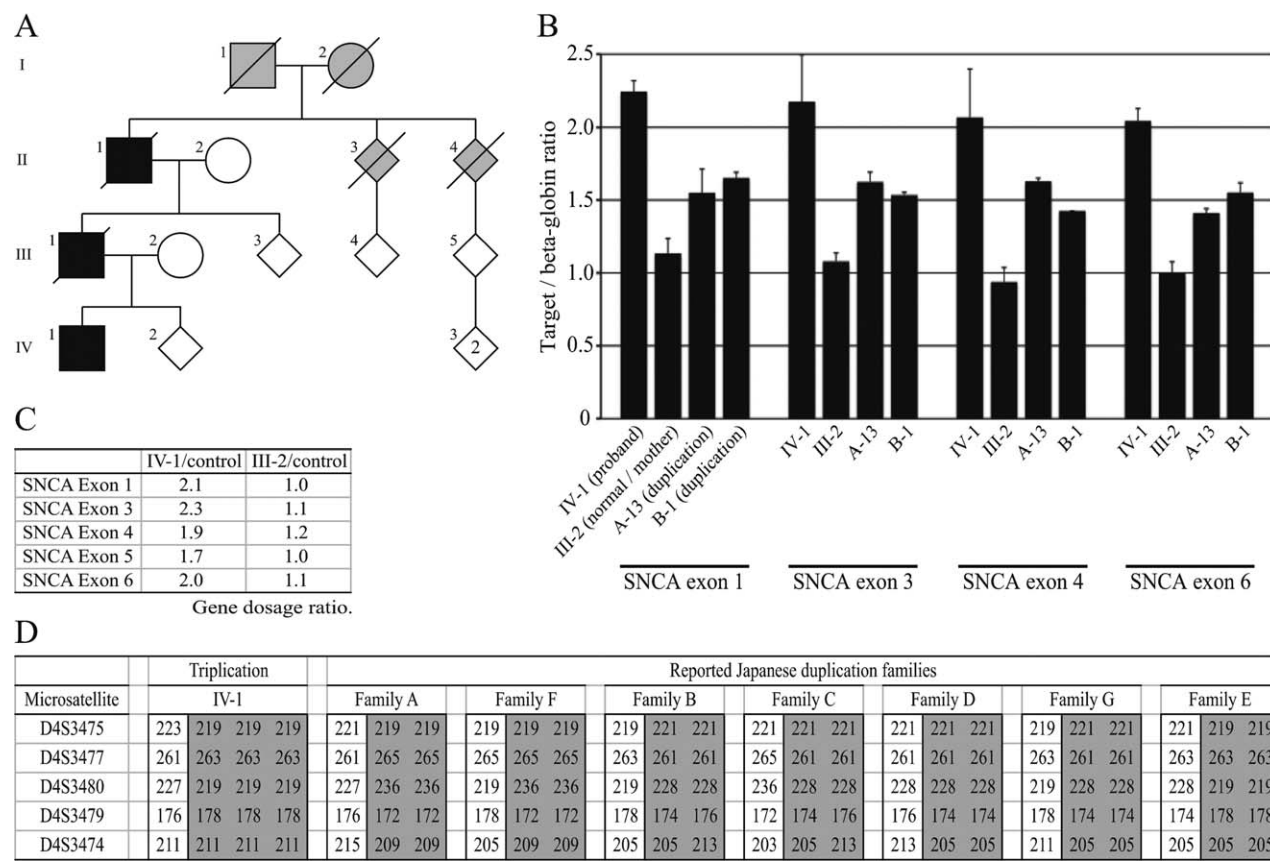 A
I
1
2
II
1
2
3
4
III
1
2
3
4
5
IV
1
2
3
2
B
Target / beta-globin ratio
2.5
2.0
1.5
1.0
0.5
0
IV-1 (proband)
III-2 (normal / mother)
A-13 (duplication)
B-1 (duplication)
IV-1
III-2
A-13
B-1
IV-1
III-2
A-13
B-1
IV-1
III-2
A-13
B-1
SNCA exon 1 SNCA exon 3 SNCA exon 4 SNCA exon 6
C
IV-1/control III-2/control
SNCA Exon 1 2.1 1.0
SNCA Exon 3 2.3 1.1
SNCA Exon 4 1.9 1.2
SNCA Exon 5 1.7 1.0
SNCA Exon 6 2.0 1.1
Gene dosage ratio.
D
Triplication Reported Japanese duplication families
Microsatellite IV-1 Family A Family F Family B Family C Family D Family G Family E
D4S3475 223 219 219 219 221 219 219 219 219 219 219 221 221 221 221 221 221 221 221 219 221 221 221 219 219
D4S3477 261 263 263 263 261 265 265 265 265 265 263 261 261 265 261 261 261 261 261 263 261 261 263 263 263
D4S3480 227 219 219 219 227 236 236 219 236 236 219 228 228 236 228 228 228 228 228 219 228 228 228 219 219
D4S3479 176 178 178 178 176 172 172 178 172 172 178 174 176 172 174 176 176 174 174 178 174 174 174 178 178
D4S3474 211 211 211 211 215 209 209 205 209 209 205 205 213 203 205 213 213 205 205 211 205 205 205 205 205